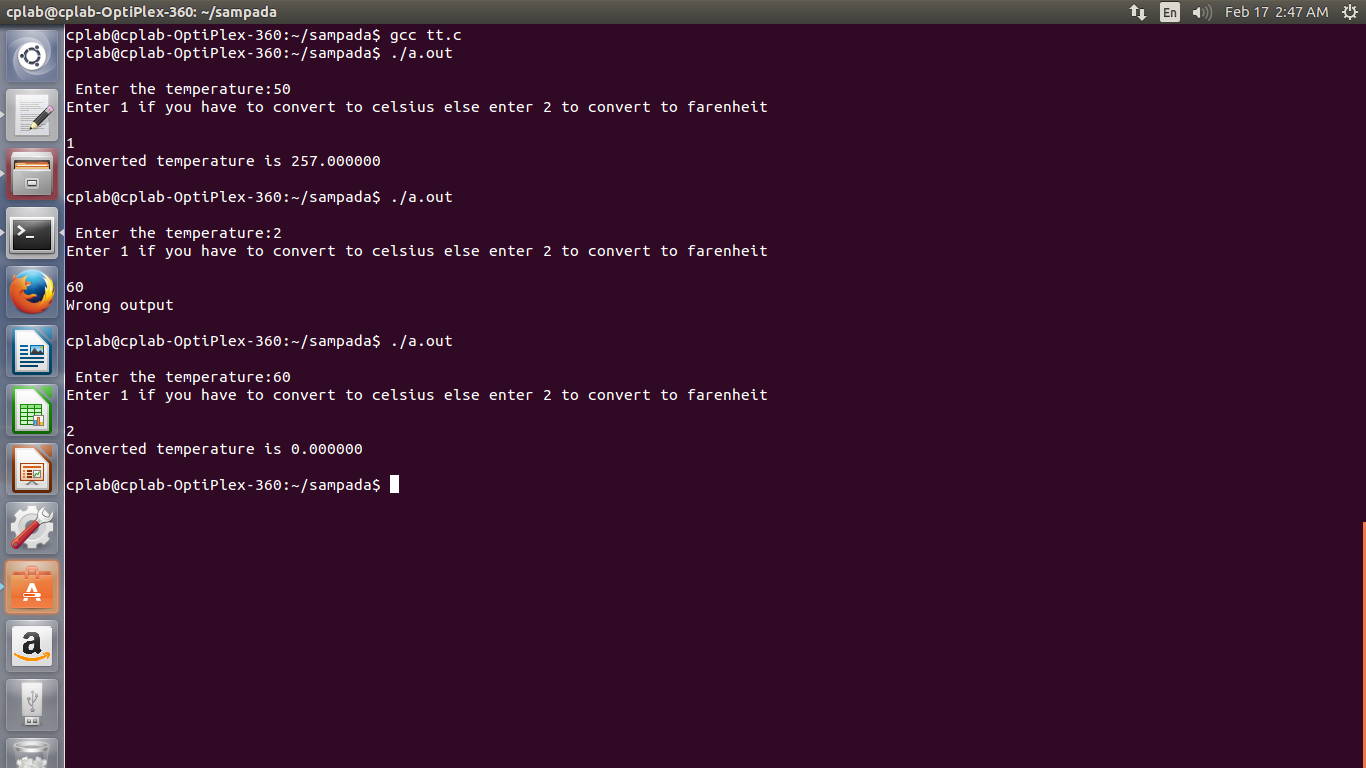 cplab@cplab-OptiPlex-360: ~/sampada
En
Feb 17 2:47 AM
cplab@cplab-OptiPlex-360:~/sampada$ gcc tt.c
cplab@cplab-OptiPlex-360:~/sampada$ ./a.out
Enter the temperature:50
Enter 1 if you have to convert to celsius else enter 2 to convert to farenheit
1
Converted temperature is 257.000000
cplab@cplab-OptiPlex-360:~/sampada$ ./a.out
Enter the temperature:2
Enter 1 if you have to convert to celsius else enter 2 to convert to farenheit
60
Wrong output
cplab@cplab-OptiPlex-360:~/sampada$ ./a.out
Enter the temperature:60
Enter 1 if you have to convert to celsius else enter 2 to convert to farenheit
2
Converted temperature is 0.000000
cplab@cplab-OptiPlex-360:~/sampada$